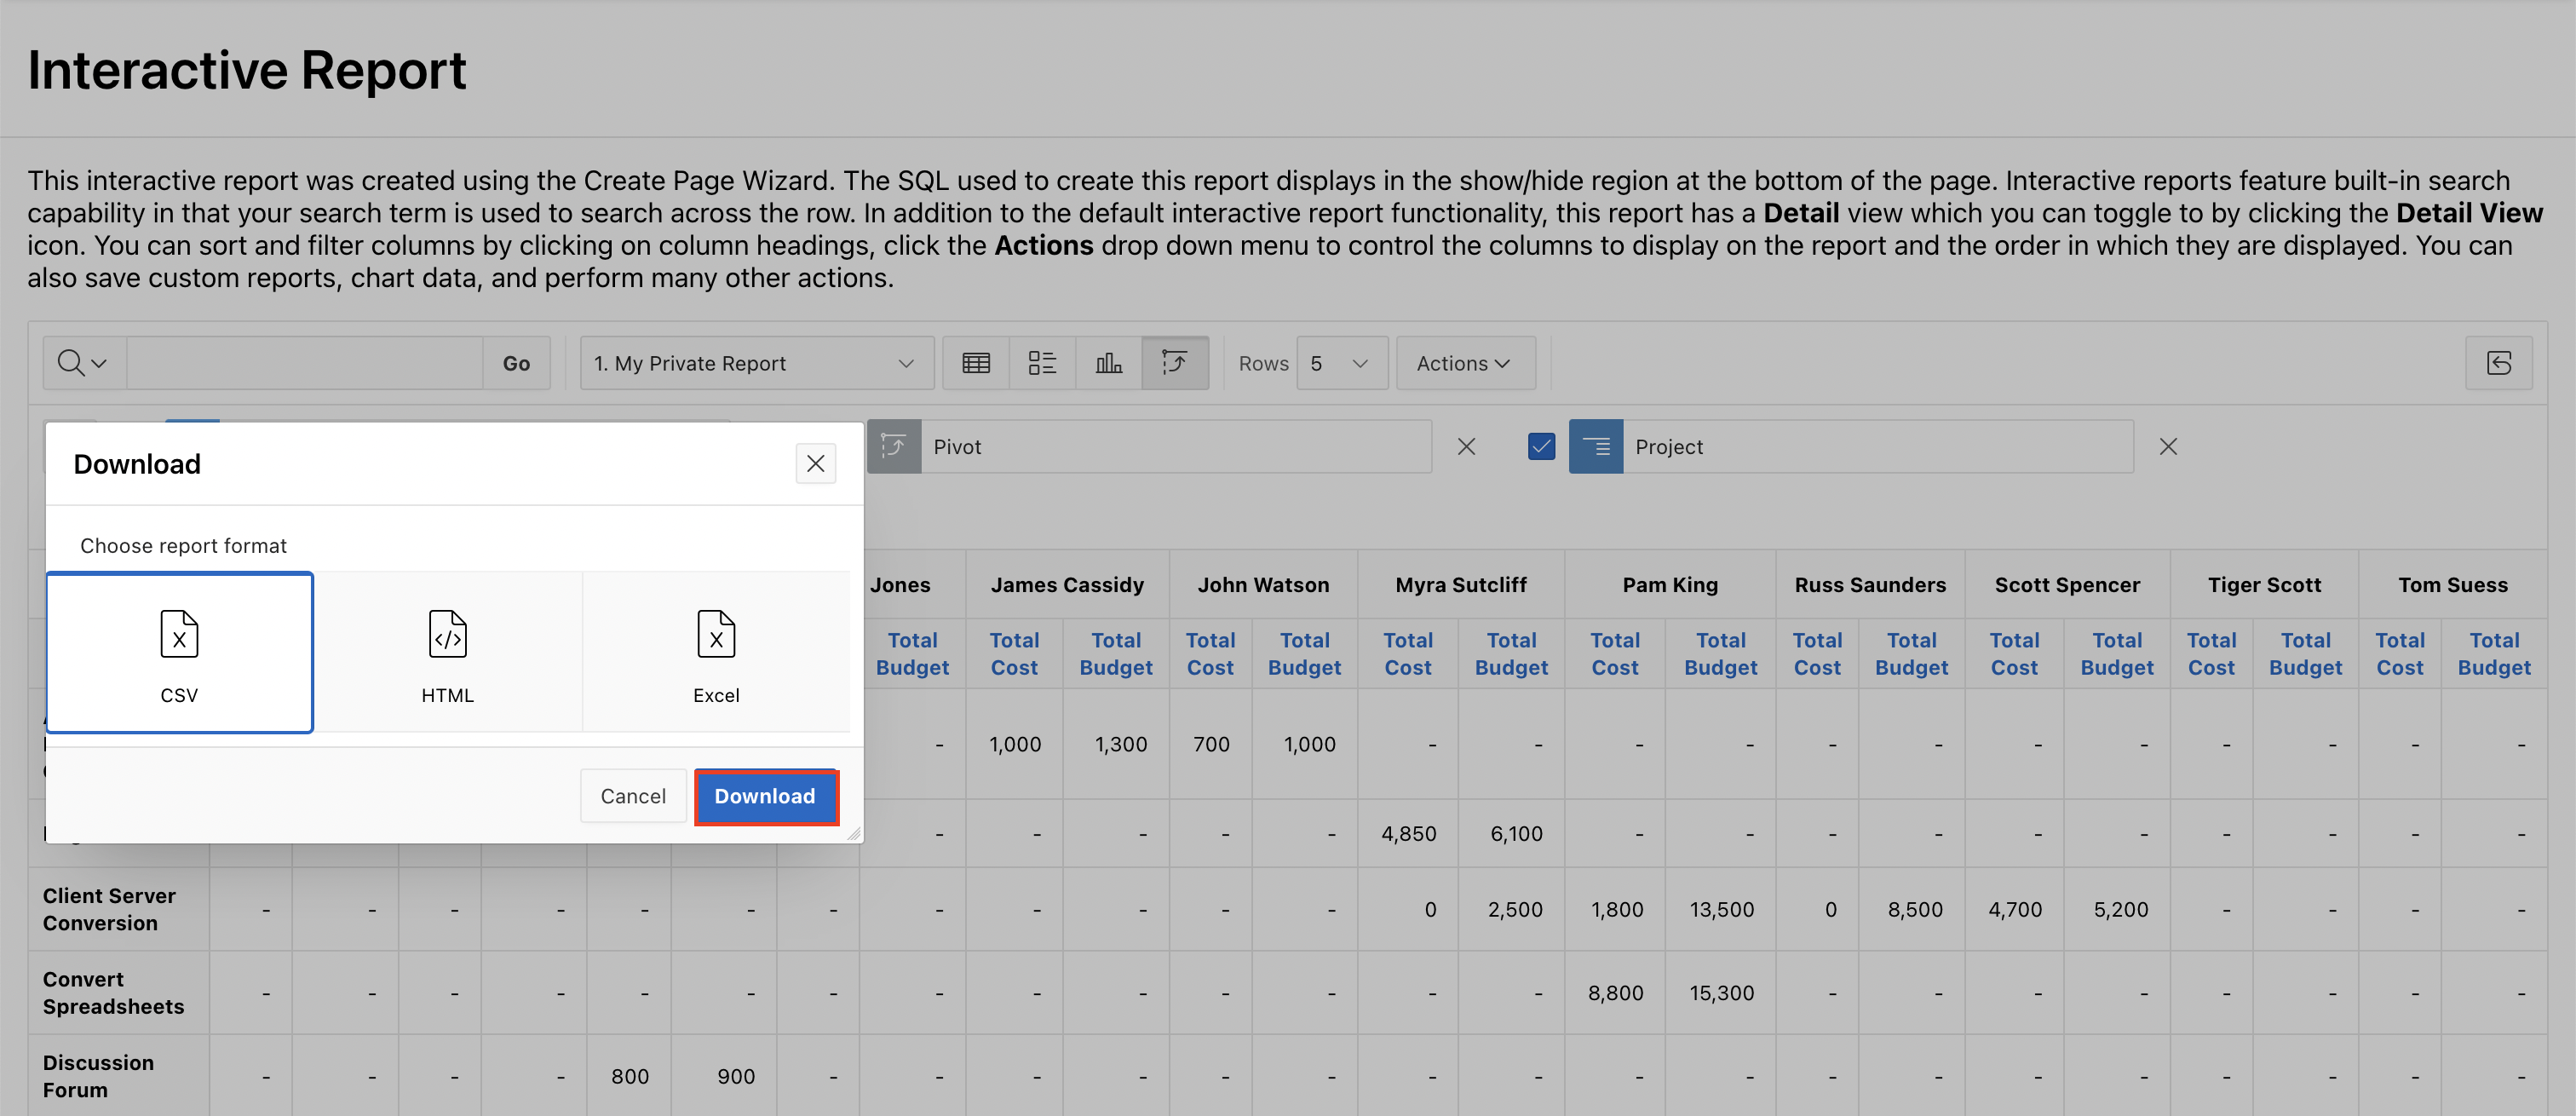 Interactive Report
This interactive report was created using the Create Page Wizard. The SQL used to create this report displays in the show/hide region at the bottom of the page. Interactive reports feature built-in search
capability in that your search term is used to search across the row. In addition to the default interactive report functionality, this report has a Detail view which you can toggle to by clicking the Detail View
icon. You can sort and filter columns by clicking on column headings, click the Actions drop down menu to control the columns to display on the report and the order in which they are displayed. You can
also save custom reports, chart data, and perform many other actions.
Go 1. My Private Report Rows 5 Actions
Pivot Project
Download
Choose report format
CSV HTML Excel
Cancel Download
Jones James Cassidy John Watson Myra Sutcliff Pam King Russ Saunders Scott Spencer Tiger Scott Tom Suess
Total Total Total Total Total Total Total Total Total Total Total Total Total Total Total Total Total
Budget Cost Budget Cost Budget Cost Budget Cost Budget Cost Budget Cost Budget Cost Budget Cost Budget
- 1,000 1,300 700 1,000 - - - - - - - - - - - -
- - - - - 4,850 6,100 - - - - - - - - - -
Client Server
Conversion - - - - - - - - - - - - 0 2,500 1,800 13,500 0 8,500 4,700 5,200 - - - -
Convert
Spreadsheets - - - - - - - - - - - - - - 8,800 15,300 - - - - - - - -
Discussion
Forum - - - - 800 900 - - - - - - - - - - - - - - - - - -